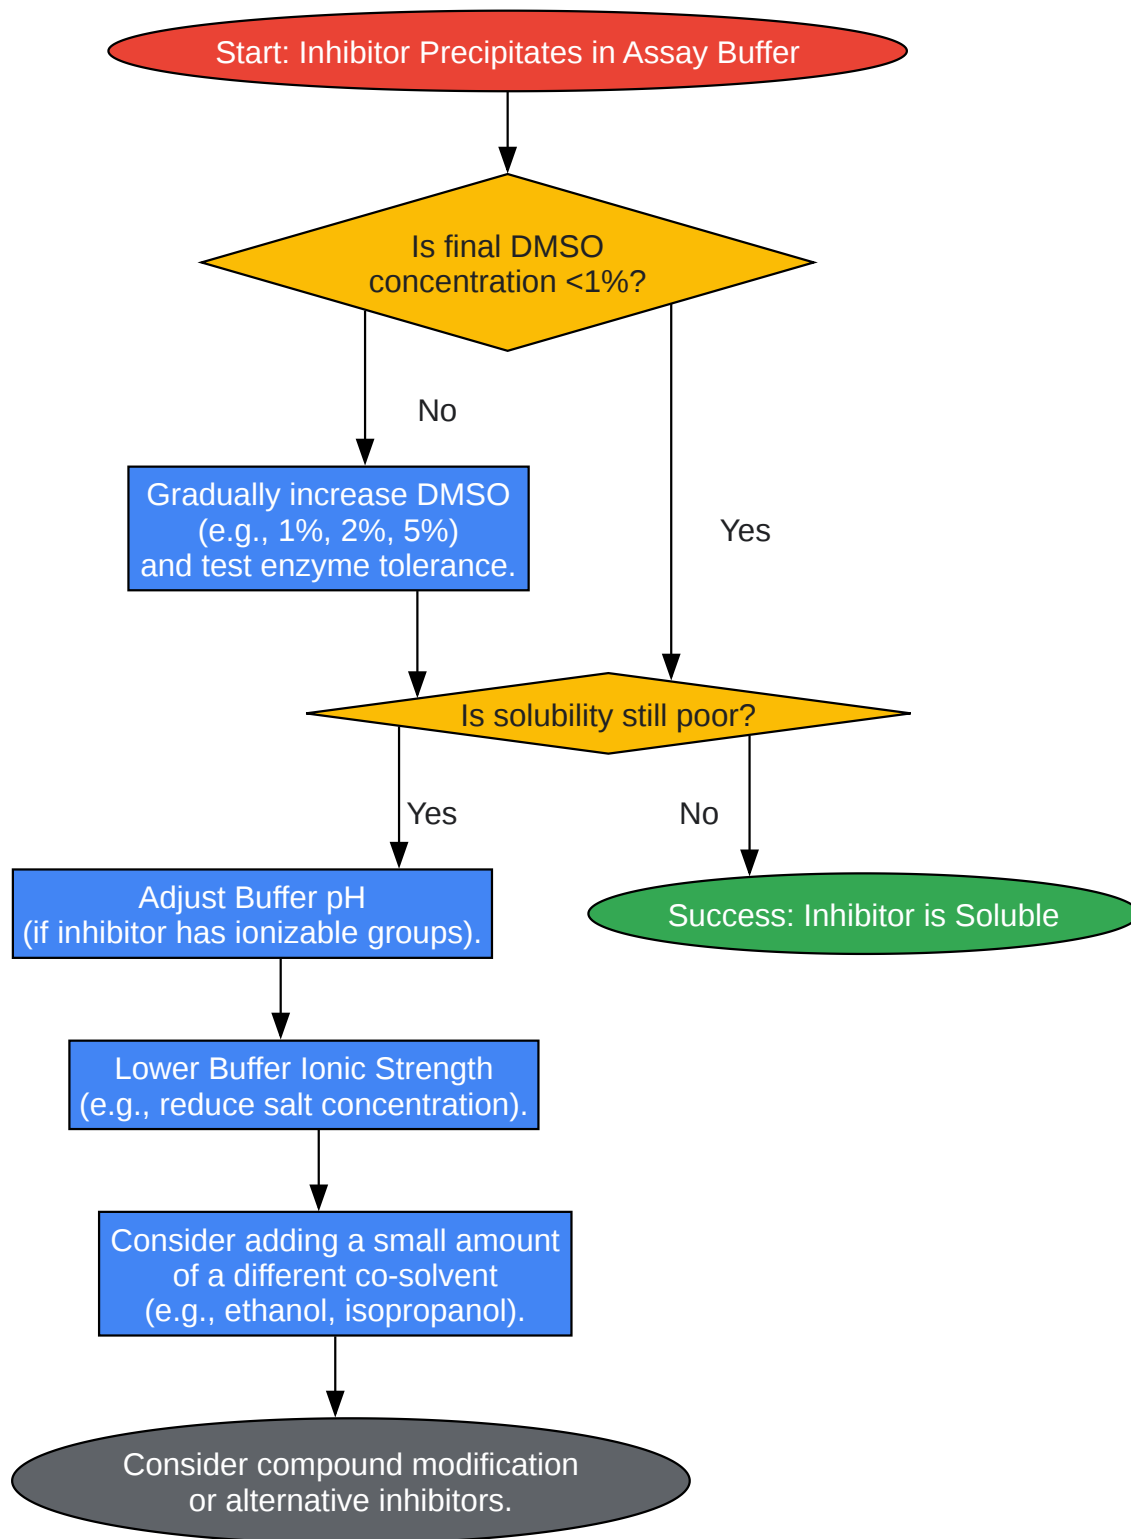 Start: Inhibitor Precipitates in Assay Buffer
Is final DMSO
concentration <1%?
No
Gradually increase DMSO
(e.g., 1%, 2%, 5%)
and test enzyme tolerance.
Yes
Is solubility still poor?
Yes
No
Adjust Buffer pH
(if inhibitor has ionizable groups).
Success: Inhibitor is Soluble
Lower Buffer Ionic Strength
(e.g., reduce salt concentration).
Consider adding a small amount
of a different co-solvent
(e.g., ethanol, isopropanol).
Consider compound modification
or alternative inhibitors.